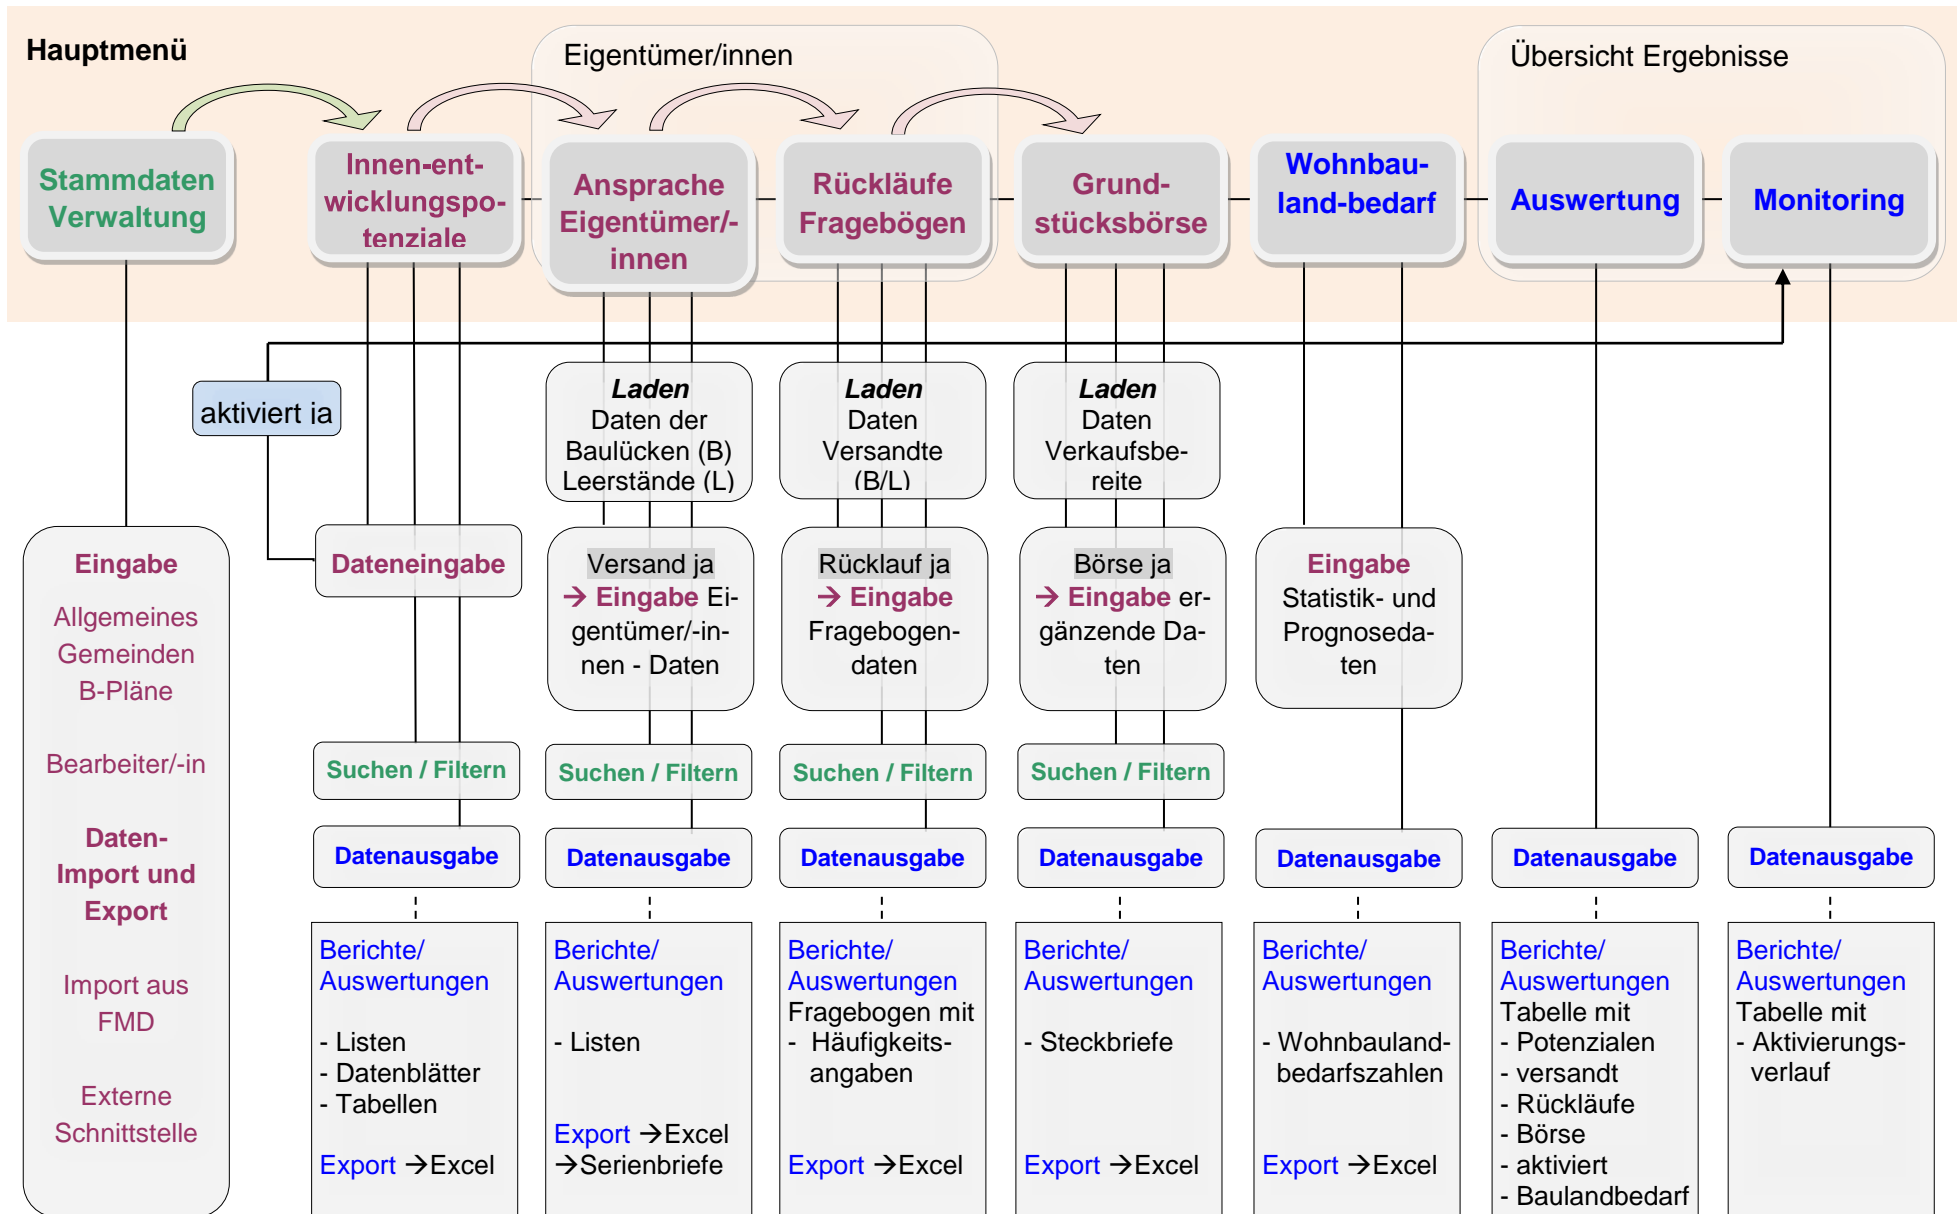 Hauptmenü
Eigentümer/innen
Übersicht Ergebnisse
Stammdaten
Verwaltung
Innen-ent-
wicklungspo-
tenziale
Ansprache
Eigentümer/-
innen
Rückläufe
Fragebögen
Grund-
stücksbörse
Wohnbau-
land-bedarf
Auswertung
Monitoring
aktiviert ja
Laden
Daten der
Baulücken (B)
Leerstände (L)
Laden
Daten
Versandte
(B/L)
Laden
Daten
Verkaufsbe-
reite
Eingabe
Allgemeines
Gemeinden
B-Pläne
Bearbeiter/-in
Daten-
Import und
Export
Import aus
FMD
Externe
Schnittstelle
Dateneingabe
Versand ja
→ Eingabe Ei-
gentümer/-in-
nen - Daten
Rücklauf ja
→ Eingabe
Fragebogen-
daten
Börse ja
→ Eingabe er-
gänzende Da-
ten
Eingabe
Statistik- und
Prognoseda-
ten
Suchen / Filtern
Suchen / Filtern
Suchen / Filtern
Suchen / Filtern
Datenausgabe
Datenausgabe
Datenausgabe
Datenausgabe
Datenausgabe
Datenausgabe
Datenausgabe
Berichte/
Auswertungen
- Listen
- Datenblätter
- Tabellen
Export →Excel
Berichte/
Auswertungen
- Listen
Export →Excel
→Serienbriefe
Berichte/
Auswertungen
Fragebogen mit
- Häufigkeits-
angaben
Export →Excel
Berichte/
Auswertungen
- Steckbriefe
Export →Excel
Berichte/
Auswertungen
- Wohnbauland-
bedarfszahlen
Export →Excel
Berichte/
Auswertungen
Tabelle mit
- Potenzialen
- versandt
- Rückläufe
- Börse
- aktiviert
- Baulandbedarf
Berichte/
Auswertungen
Tabelle mit
- Aktivierungs-
verlauf